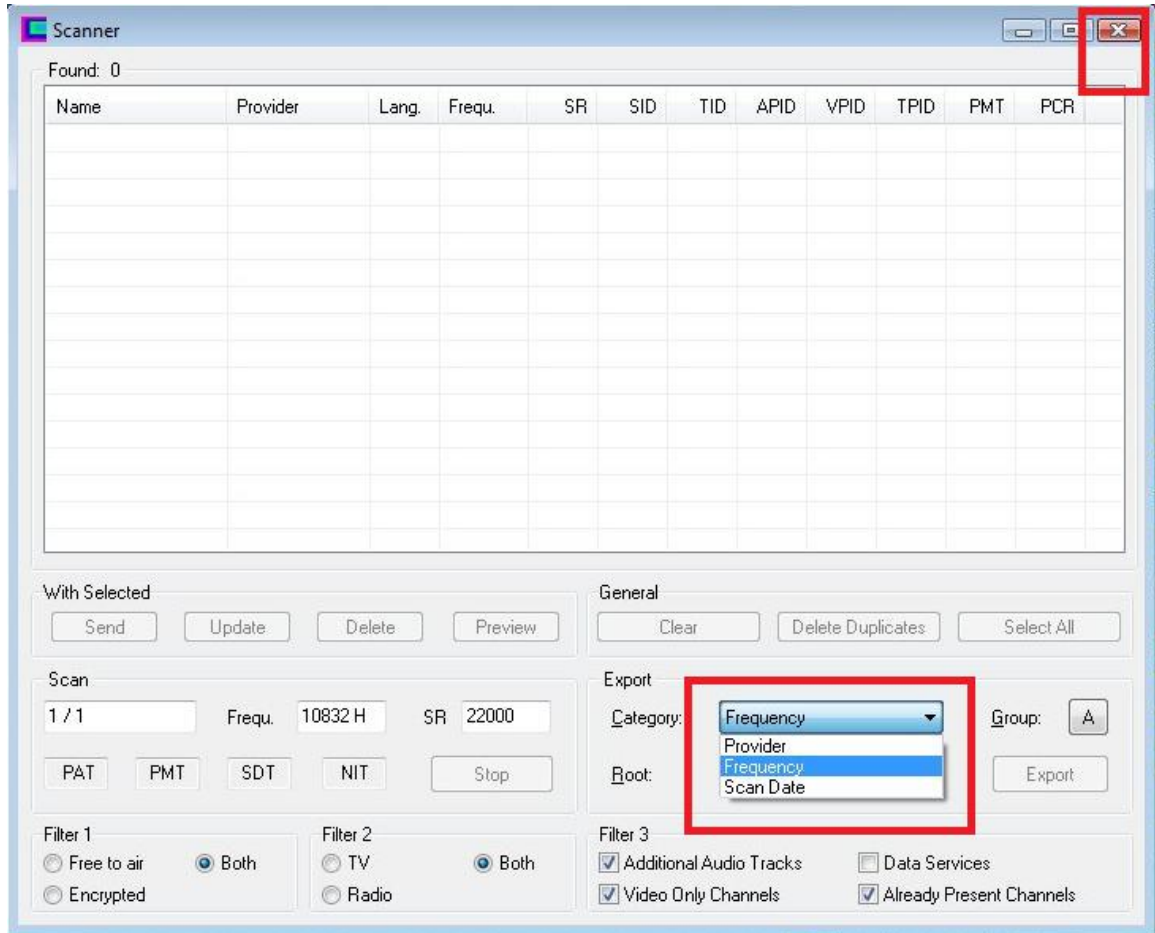 Scanner
Found: 0
Name Provider Lang. Frequ. SR SID TID APID VPID TPID PMT PCR
With Selected
Send Update Delete Preview
General
Clear Delete Duplicates Select All
Scan
1 / 1 Frequ. 10832 H SR 22000
PAT PMT SDT NIT Stop
Export
Category: Frequency Group: A
Provider
Frequency
Scan Date
Root: Export
Filter 1
Free to air Both
Encrypted
Filter 2
TV Both
Radio
Filter 3
Additional Audio Tracks Data Services
Video Only Channels Already Present Channels